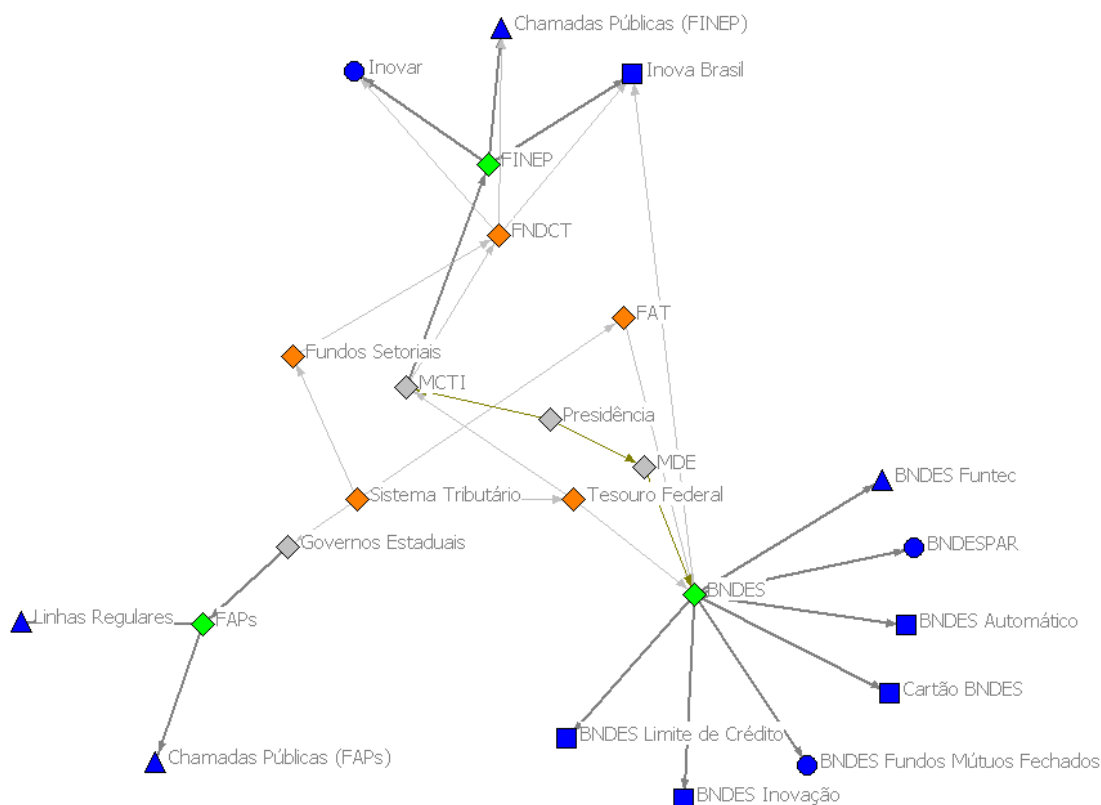 Chamadas Públicas (FINEP)
Inovar
Inova Brasil
FINEP
FNDCT
FAT
Fundos Setoriais
MCTI
Presidência
MDE
BNDES Funtec
Sistema Tributário
Tesouro Federal
Governos Estaduais
BNDESPAR
BNDES
Linhas Regulares
FAPs
BNDES Automático
Cartão BNDES
BNDES Limite de Crédito
Chamadas Públicas (FAPs)
BNDES Fundos Mútuos Fechados
BNDES Inovação